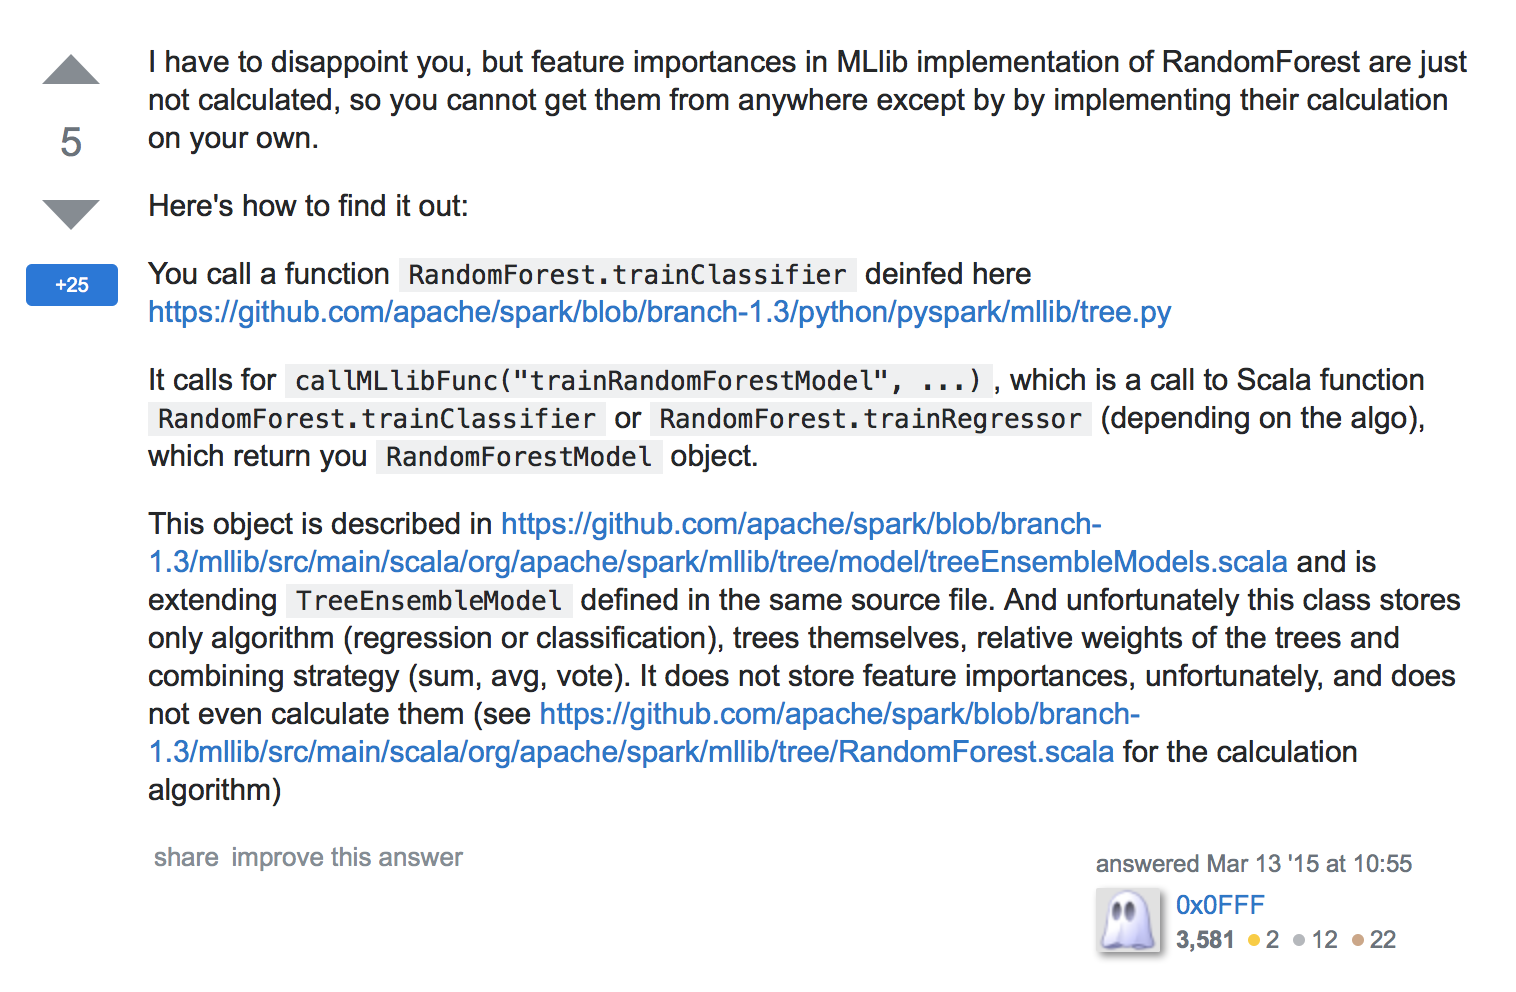 I have to disappoint you, but feature importances in MLlib implementation of RandomForest are just
not calculated, so you cannot get them from anywhere except by by implementing their calculation
on your own.
5
Here's how to find it out:
+25
You call a function RandomForest.trainClassifier deinfed here
https://github.com/apache/spark/blob/branch-1.3/python/pyspark/mllib/tree.py
It calls for callMLlibFunc("trainRandomForestModel", ...), which is a call to Scala function
RandomForest.trainClassifier or RandomForest.trainRegressor (depending on the algo),
which return you RandomForestModel object.
This object is described in https://github.com/apache/spark/blob/branch-
1.3/mllib/src/main/scala/org/apache/spark/mllib/tree/model/treeEnsembleModels.scala and is
extending TreeEnsembleModel defined in the same source file. And unfortunately this class stores
only algorithm (regression or classification), trees themselves, relative weights of the trees and
combining strategy (sum, avg, vote). It does not store feature importances, unfortunately, and does
not even calculate them (see https://github.com/apache/spark/blob/branch-
1.3/mllib/src/main/scala/org/apache/spark/mllib/tree/RandomForest.scala for the calculation
algorithm)
share improve this answer
answered Mar 13 '15 at 10:55
0x0FFF
3,581 2 12 22